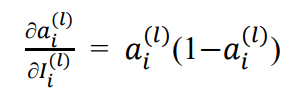 ∂a_i^(l) / ∂I_i^(l) = a_i^(l)(1−a_i^(l))